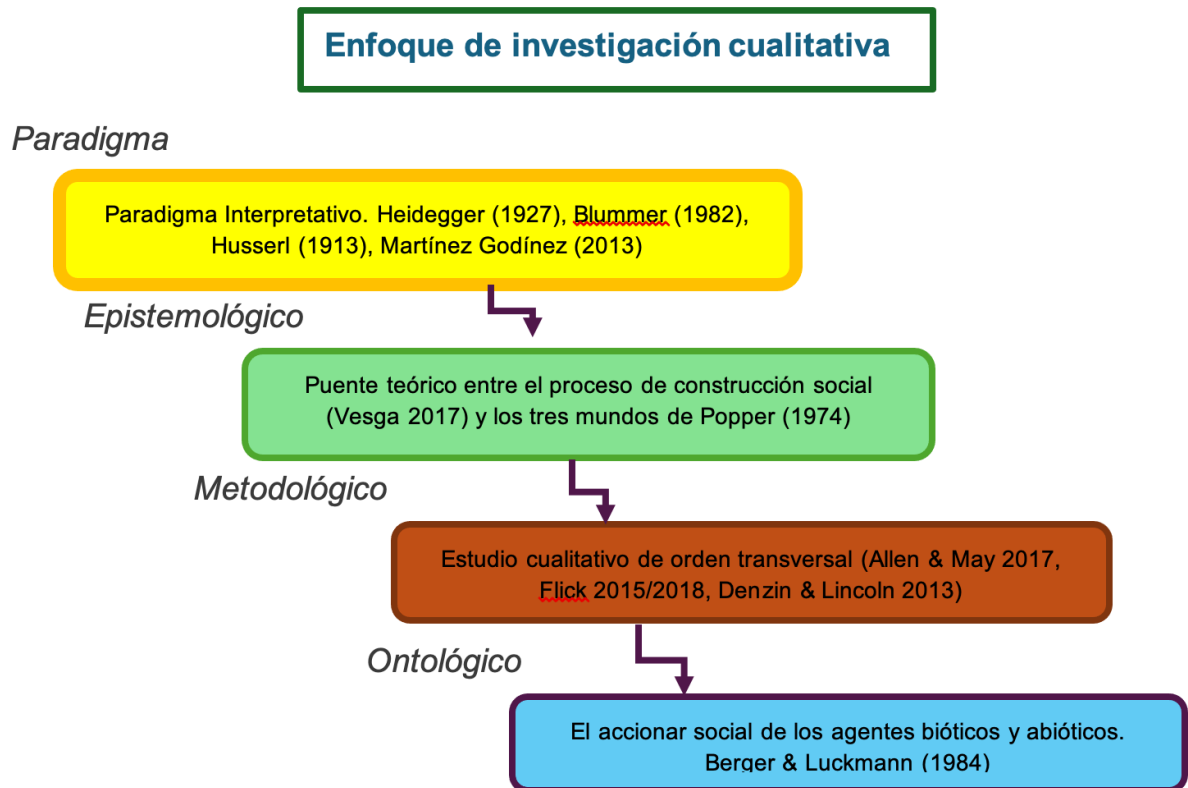 Enfoque de investigación cualitativa
Paradigma
Paradigma Interpretativo. Heidegger (1927), Blummer (1982),
Husserl (1913), Martínez Godínez (2013)
Epistemológico
Puente teórico entre el proceso de construcción social
(Vesga 2017) y los tres mundos de Popper (1974)
Metodológico
Estudio cualitativo de orden transversal (Allen & May 2017,
Flick 2015/2018, Denzin & Lincoln 2013)
Ontológico
El accionar social de los agentes bióticos y abióticos.
Berger & Luckmann (1984)